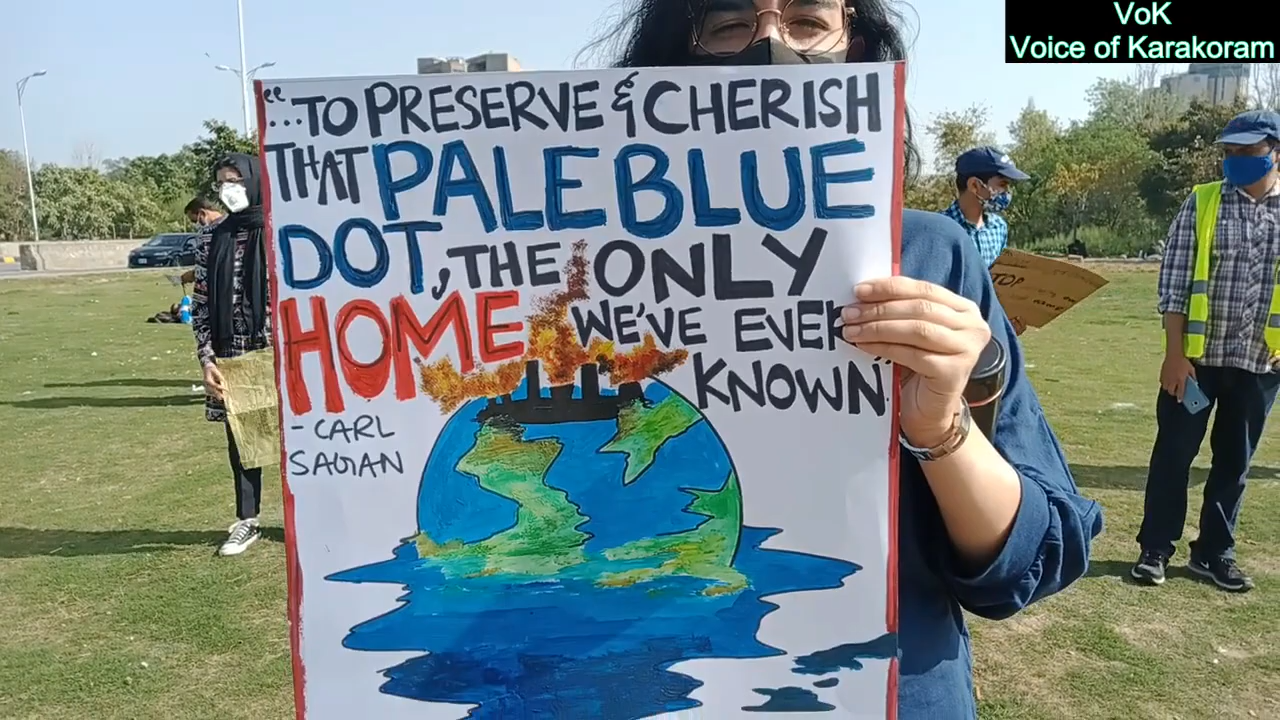 VoK
Voice of Karakoram
"...TO PRESERVE & CHERISH
THAT PALE BLUE
DOT, THE ONLY
HOME WE'VE EVER
KNOWN"
- CARL
SAGAN
TOP